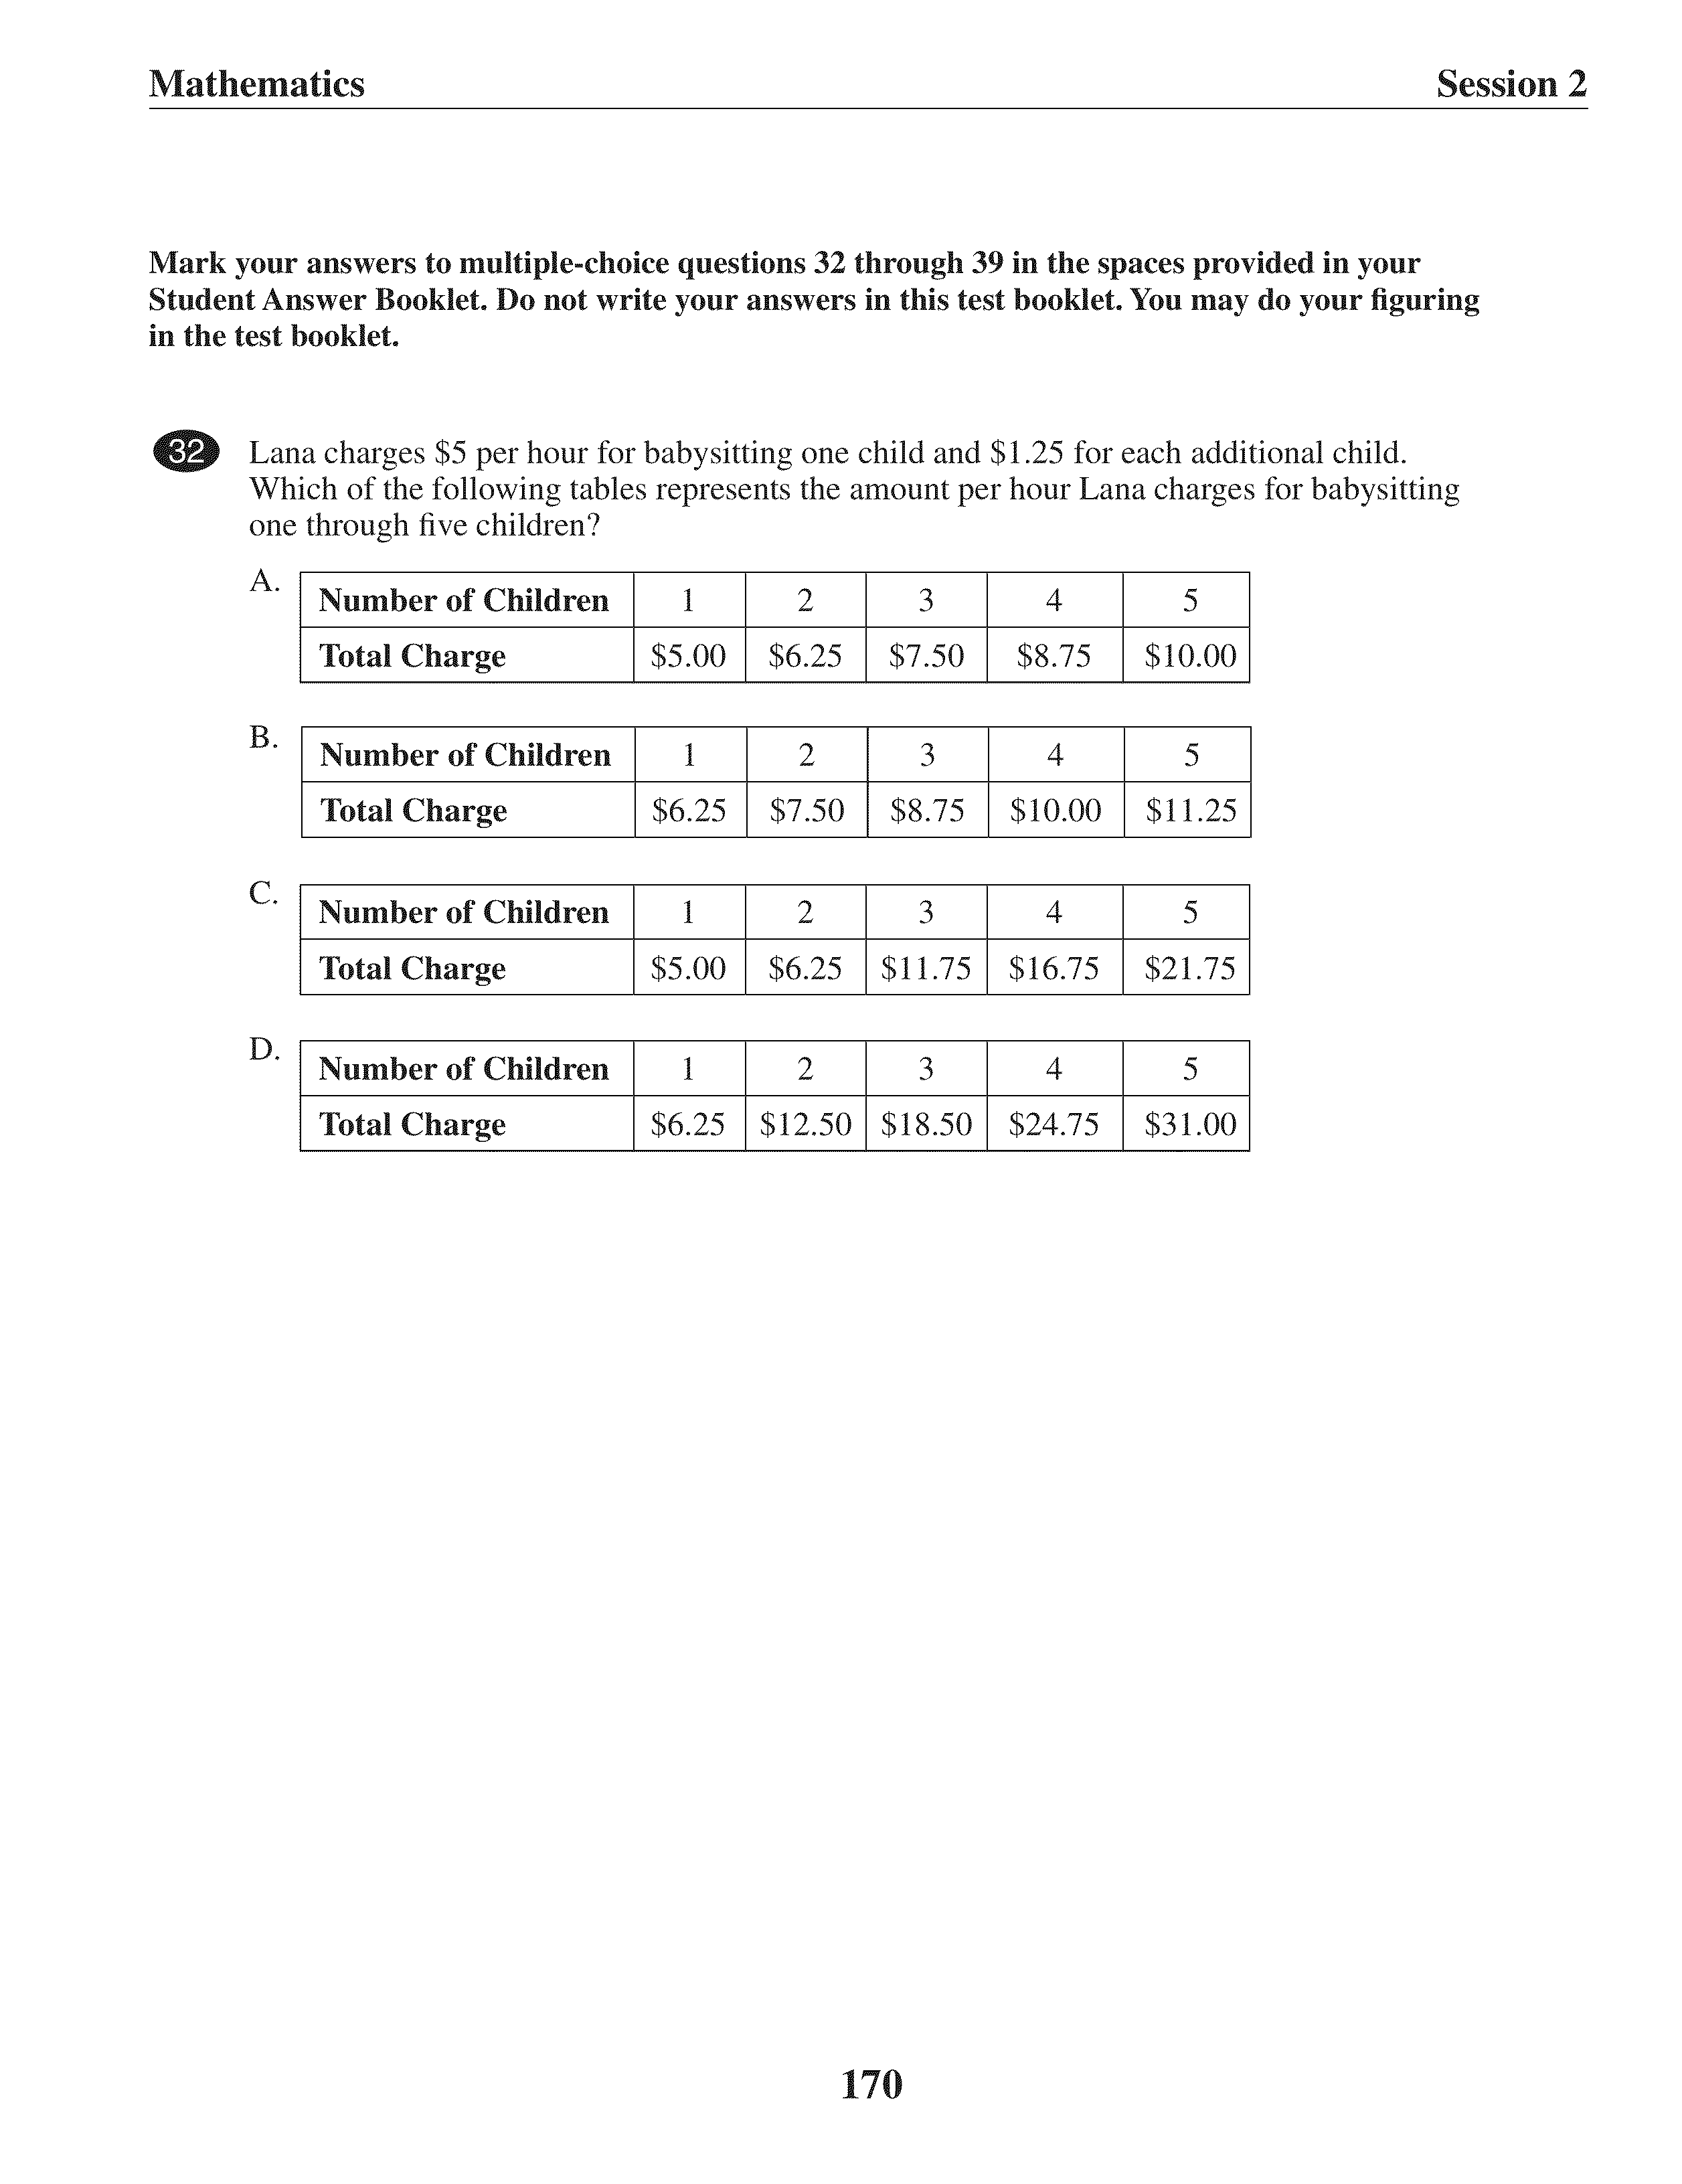 Mathematics Session 2
Mark your answers to multiple-choice questions 32 through 39 in the spaces provided in your
Student Answer Booklet. Do not write your answers in this test booklet. You may do your figuring
in the test booklet.
32 Lana charges $5 per hour for babysitting one child and $1.25 for each additional child.
Which of the following tables represents the amount per hour Lana charges for babysitting
one through five children?
A. Number of Children 1 2 3 4 5
Total Charge $5.00 $6.25 $7.50 $8.75 $10.00
B. Number of Children 1 2 3 4 5
Total Charge $6.25 $7.50 $8.75 $10.00 $11.25
C. Number of Children 1 2 3 4 5
Total Charge $5.00 $6.25 $11.75 $16.75 $21.75
D. Number of Children 1 2 3 4 5
Total Charge $6.25 $12.50 $18.50 $24.75 $31.00
170